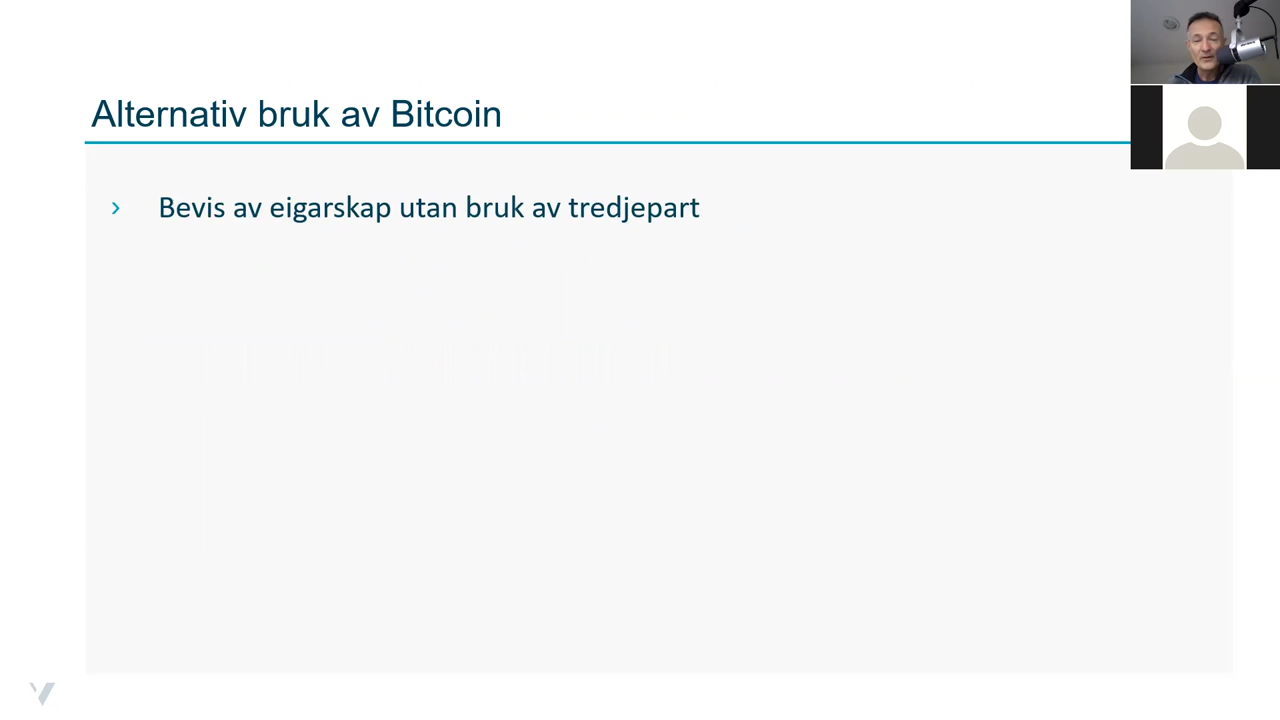 Alternativ bruk av Bitcoin
› Bevis av eigarskap utan bruk av tredjepart